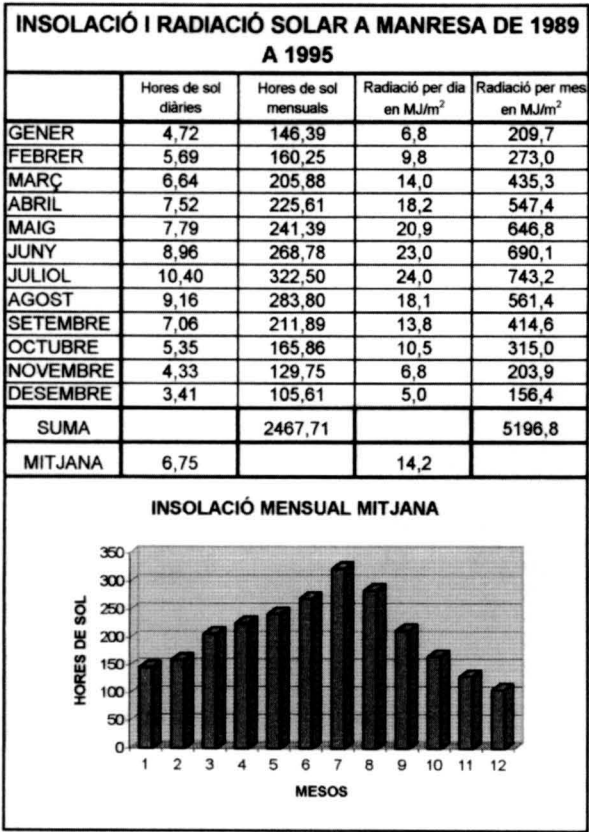 INSOLACIÓ I RADIACIÓ SOLAR A MANRESA DE 1989
A 1995
Hores de sol diàries Hores de sol mensuals Radiació per dia en MJ/m² Radiació per mes en MJ/m²
GENER 4,72 146,39 6,8 209,7
FEBRER 5,69 160,25 9,8 273,0
MARÇ 6,64 205,88 14,0 435,3
ABRIL 7,52 225,61 18,2 547,4
MAIG 7,79 241,39 20,9 646,8
JUNY 8,96 268,78 23,0 690,1
JULIOL 10,40 322,50 24,0 743,2
AGOST 9,16 283,80 18,1 561,4
SETEMBRE 7,06 211,89 13,8 414,6
OCTUBRE 5,35 165,86 10,5 315,0
NOVEMBRE 4,33 129,75 6,8 203,9
DESEMBRE 3,41 105,61 5,0 156,4
SUMA 2467,71 5196,8
MITJANA 6,75 14,2
INSOLACIÓ MENSUAL MITJANA
HORES DE SOL
350
300
250
200
150
100
50
0
1 2 3 4 5 6 7 8 9 10 11 12
MESOS